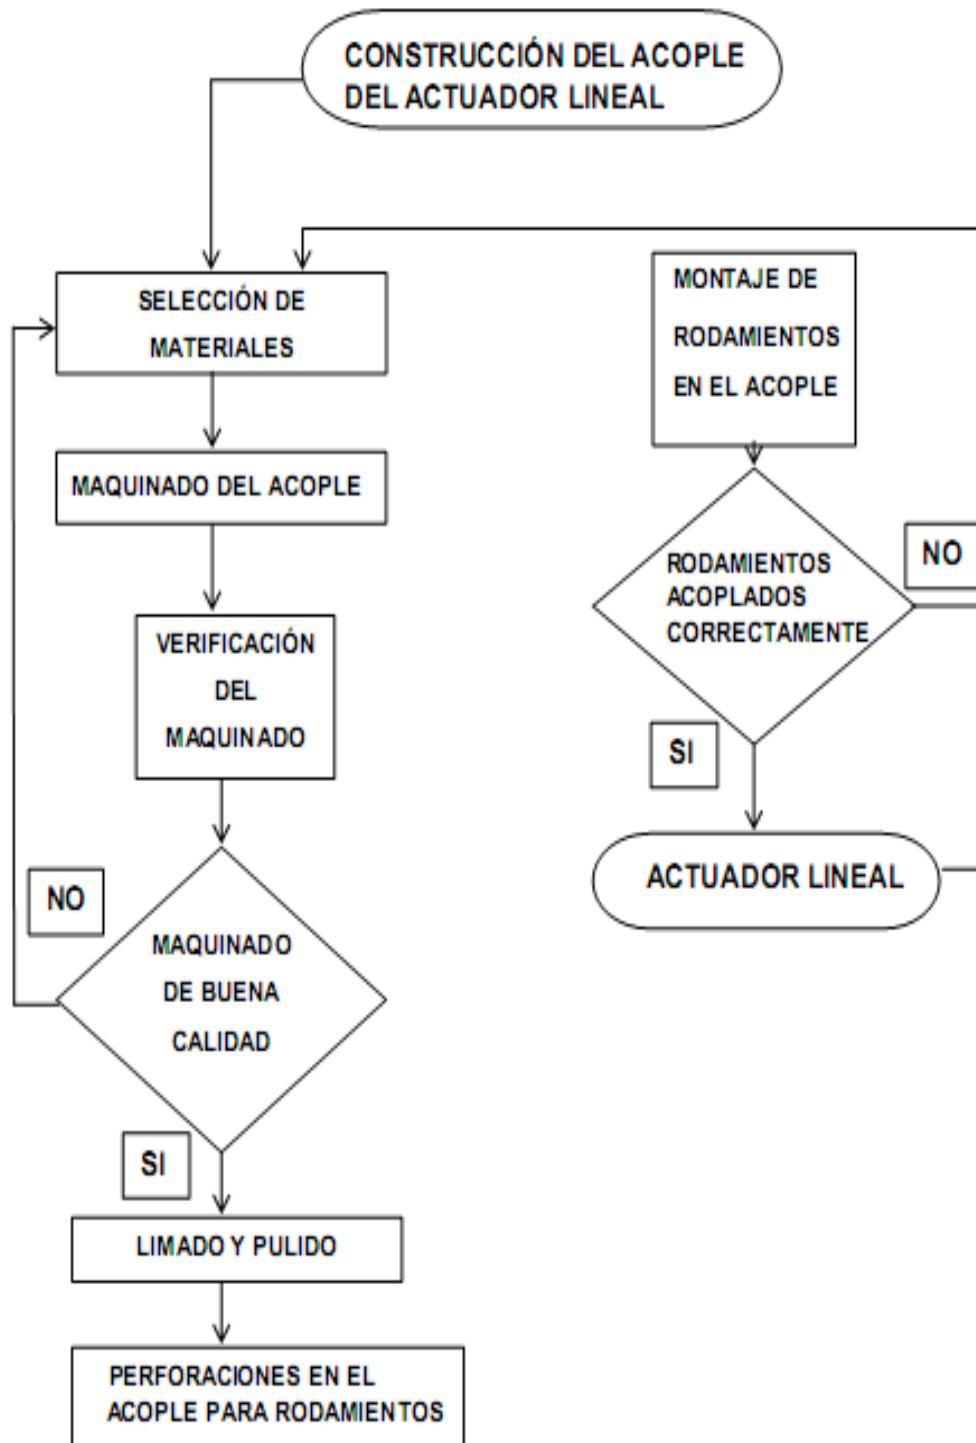 CONSTRUCCIÓN DEL ACOPLE
DEL ACTUADOR LINEAL
SELECCIÓN DE
MATERIALES
MAQUINADO DEL ACOPLE
VERIFICACIÓN
DEL
MAQUINADO
NO
MAQUINADO
DE BUENA
CALIDAD
SI
LIMADO Y PULIDO
PERFORACIONES EN EL
ACOPLE PARA RODAMIENTOS
MONTAJE DE
RODAMIENTOS
EN EL ACOPLE
RODAMIENTOS
ACOPLADOS
CORRECTAMENTE
NO
SI
ACTUADOR LINEAL